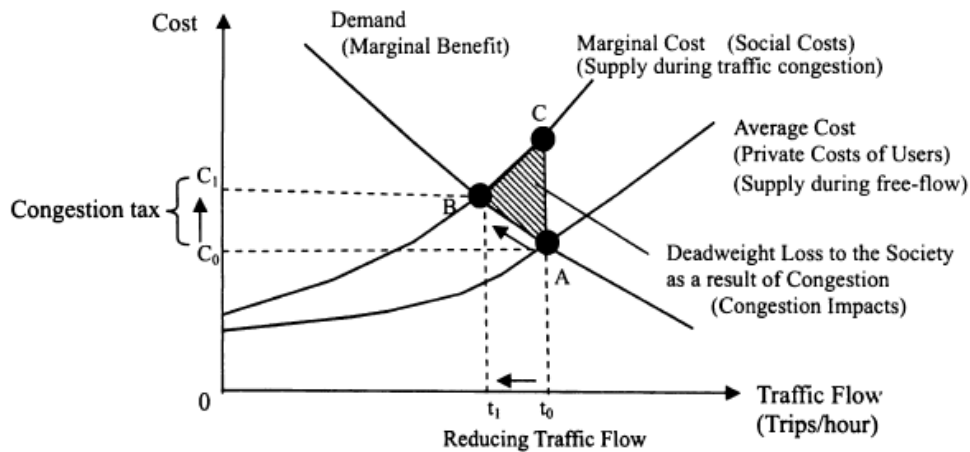 Cost
Demand
(Marginal Benefit)
Marginal Cost (Social Costs)
(Supply during traffic congestion)
C
Average Cost
(Private Costs of Users)
(Supply during free-flow)
C₁
B
Congestion tax
C₀
A
Deadweight Loss to the Society
as a result of Congestion
(Congestion Impacts)
0
t₁
t₀
Traffic Flow
(Trips/hour)
Reducing Traffic Flow